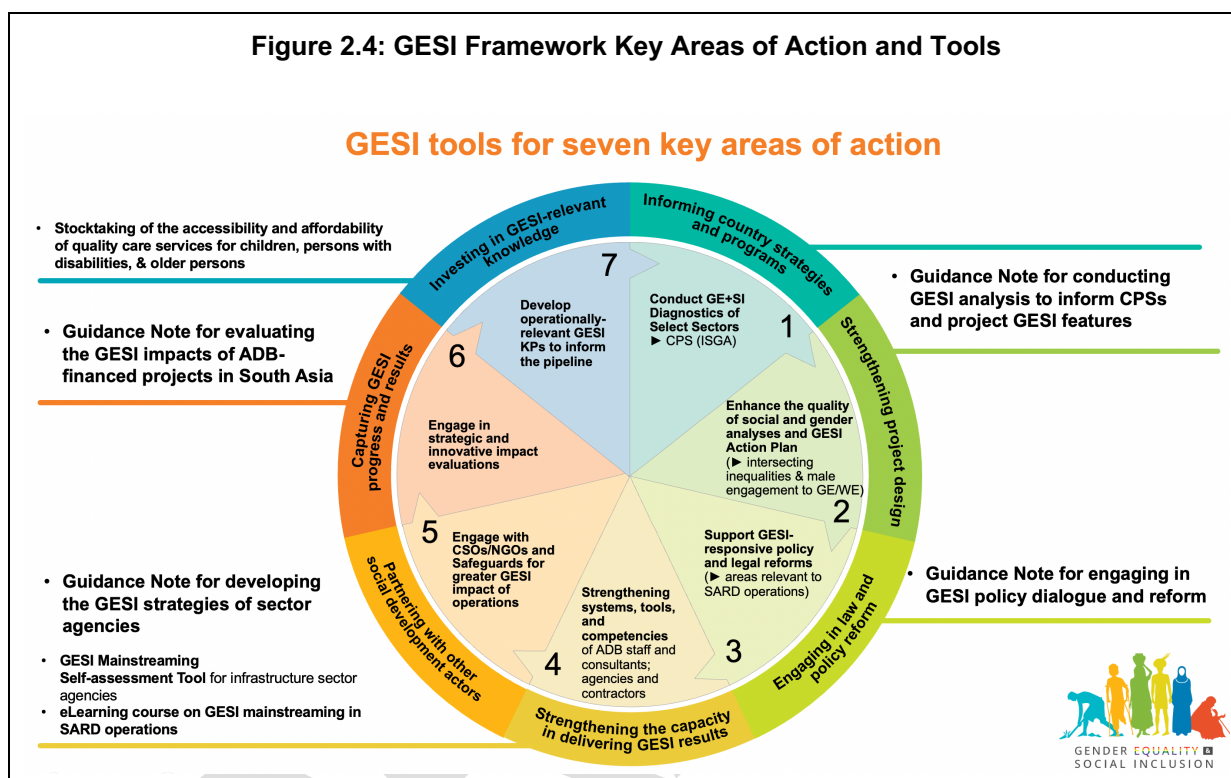 Figure 2.4: GESI Framework Key Areas of Action and Tools
GESI tools for seven key areas of action
• Stocktaking of the accessibility and affordability
of quality care services for children, persons with
disabilities, & older persons
• Guidance Note for evaluating
the GESI impacts of ADB-
financed projects in South Asia
• Guidance Note for developing
the GESI strategies of sector
agencies
• GESI Mainstreaming
Self-assessment Tool for infrastructure sector
agencies
• eLearning course on GESI mainstreaming in
SARD operations
Informing country strategies
and programs
Strengthening project design
Engaging in law and
policy reform
Strengthening the capacity
in delivering GESI results
Partnering with other
social development actors
Capturing GESI
progress and results
Investing in GESI-relevant
knowledge
1
Conduct GE+SI
Diagnostics of
Select Sectors
► CPS (ISGA)
2
Enhance the quality
of social and gender
analyses and GESI
Action Plan
(► intersecting
inequalities & male
engagement to GE/WE)
3
Support GESI-
responsive policy
and legal reforms
(► areas relevant to
SARD operations)
4
Strengthening
systems, tools,
and
competencies
of ADB staff and
consultants;
agencies and
contractors
5
Engage with
CSOs/NGOs and
Safeguards for
greater GESI
impact of
operations
6
Engage in
strategic and
innovative impact
evaluations
7
Develop
operationally-
relevant GESI
KPs to inform
the pipeline
• Guidance Note for conducting
GESI analysis to inform CPSs
and project GESI features
• Guidance Note for engaging in
GESI policy dialogue and reform
GENDER EQUALITY &
SOCIAL INCLUSION